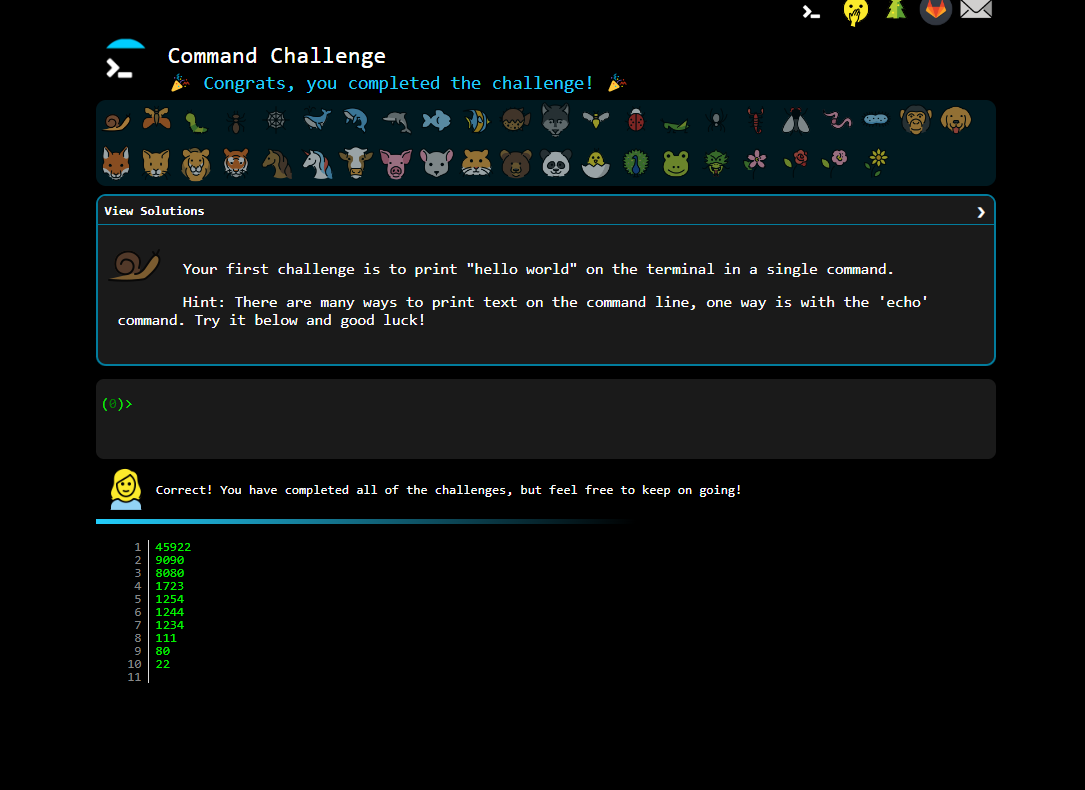 Command Challenge
Congrats, you completed the challenge!
View Solutions
Your first challenge is to print "hello world" on the terminal in a single command.
Hint: There are many ways to print text on the command line, one way is with the 'echo'
command. Try it below and good luck!
(0)>
Correct! You have completed all of the challenges, but feel free to keep on going!
1 45922
2 9090
3 8080
4 1723
5 1254
6 1244
7 1234
8 111
9 80
10 22
11